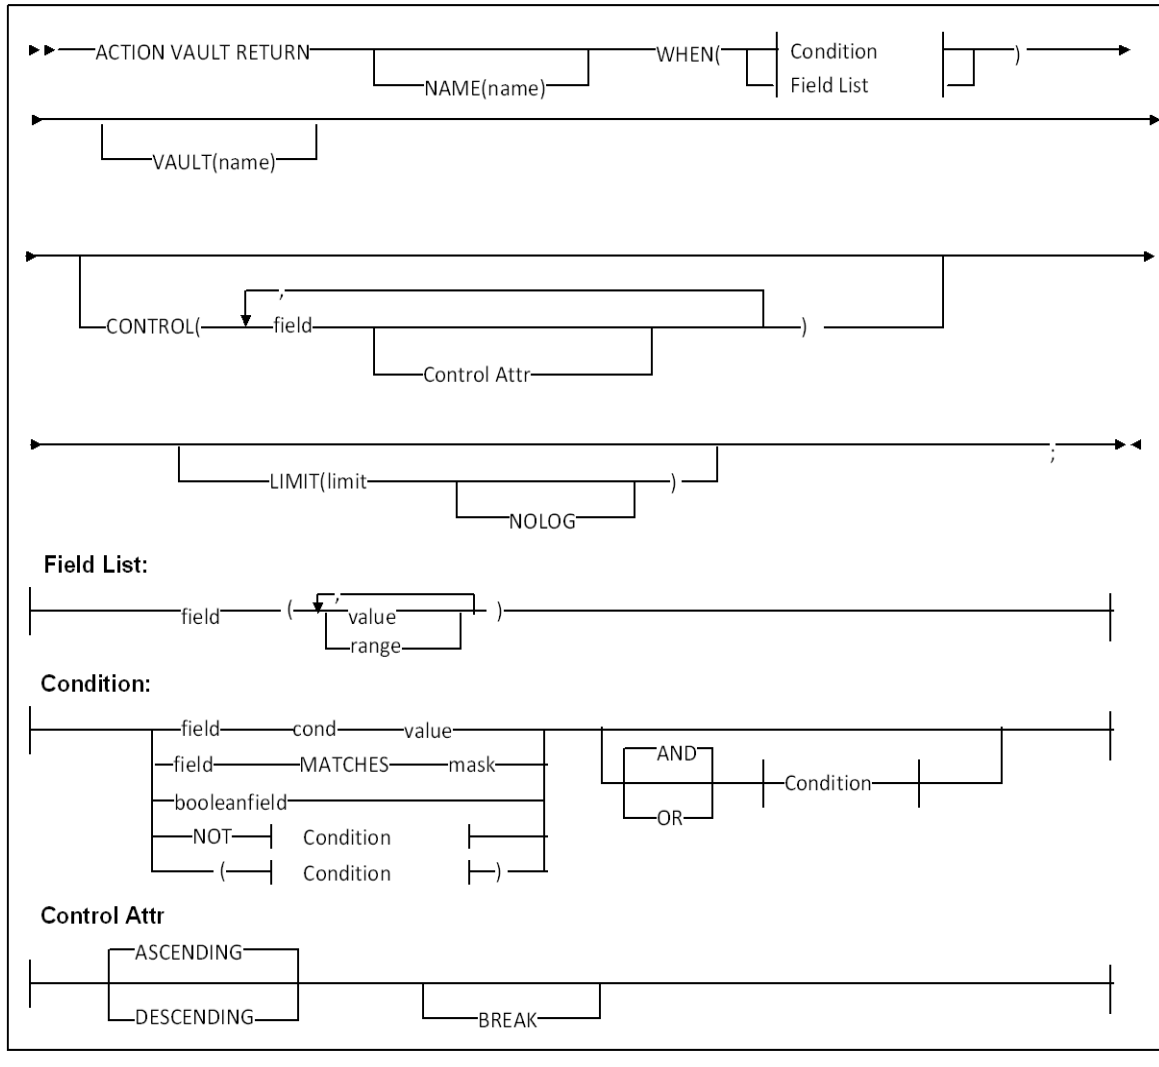 ACTION VAULT RETURN WHEN( Condition )
NAME(name) Field List
VAULT(name)
,
CONTROL( field )
Control Attr
;
LIMIT(limit )
NOLOG
Field List:
,
field ( value )
range
Condition:
field cond value
AND
field MATCHES mask
Condition
booleanfield
OR
NOT Condition
( Condition )
Control Attr
ASCENDING
DESCENDING BREAK